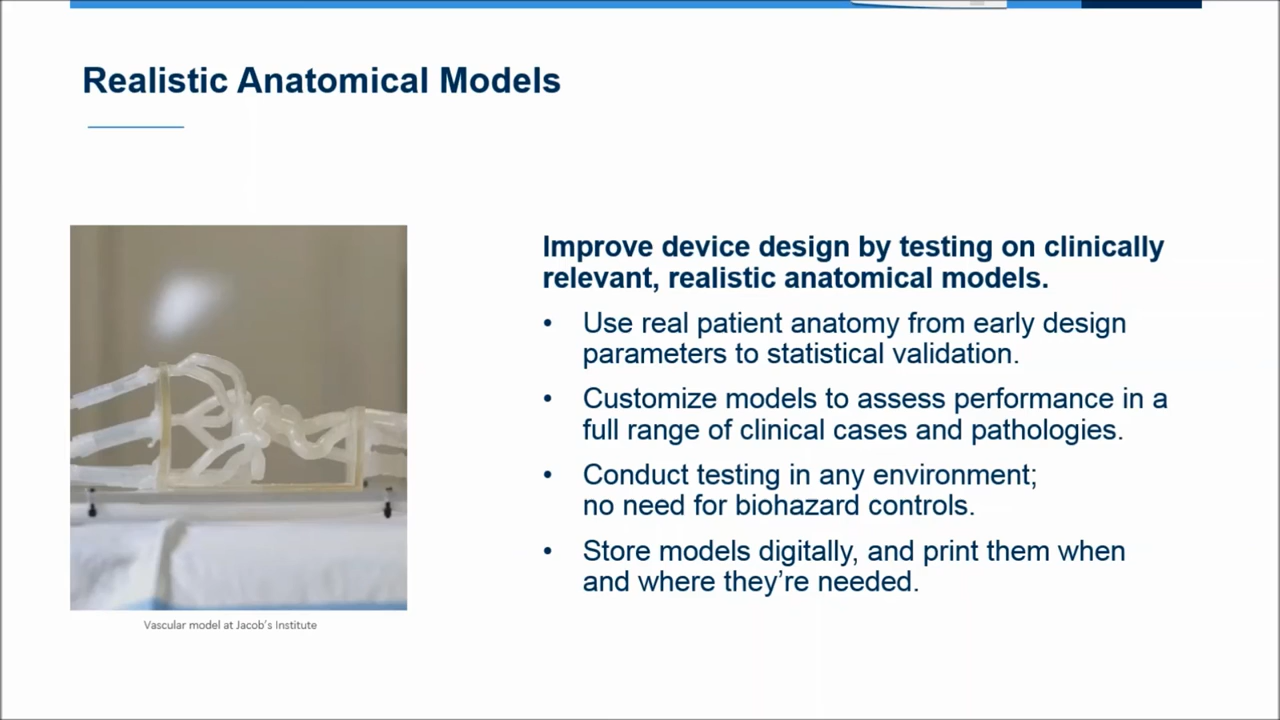 Realistic Anatomical Models
Improve device design by testing on clinically
relevant, realistic anatomical models.
• Use real patient anatomy from early design
parameters to statistical validation.
• Customize models to assess performance in a
full range of clinical cases and pathologies.
• Conduct testing in any environment;
no need for biohazard controls.
• Store models digitally, and print them when
and where they’re needed.
Vascular model at Jacob’s Institute